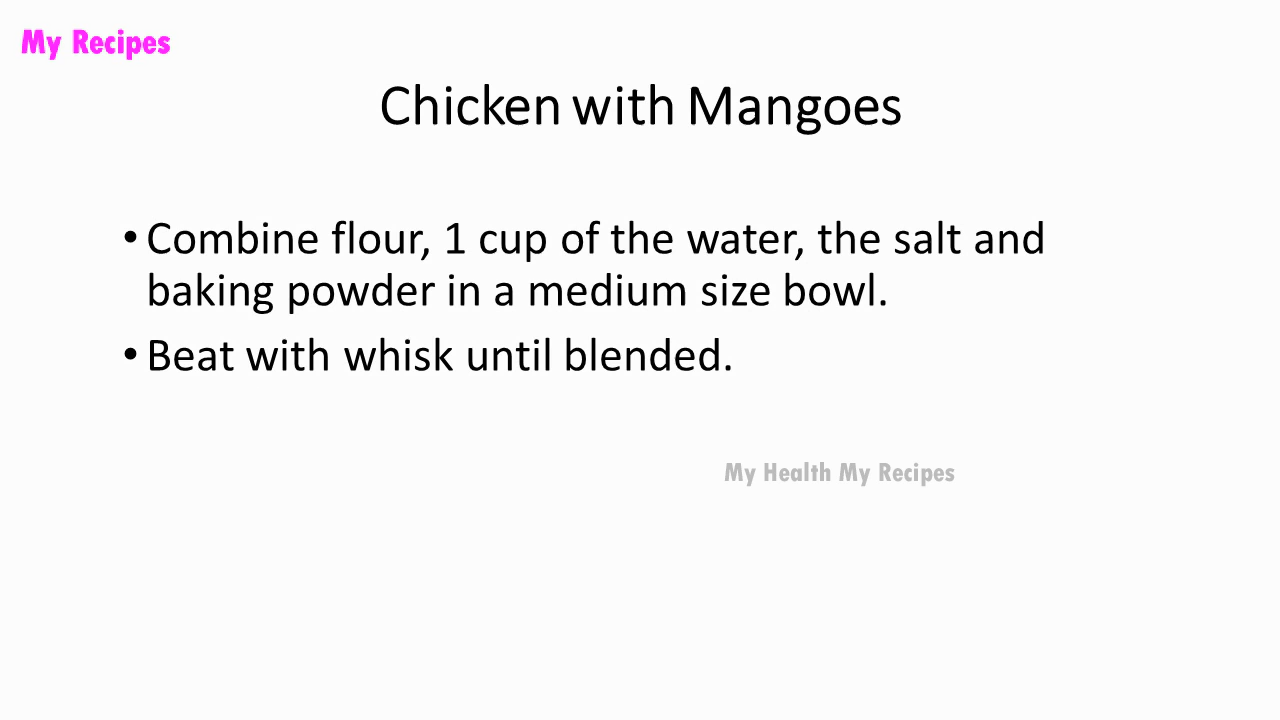 My Recipes
Chicken with Mangoes
• Combine flour, 1 cup of the water, the salt and
baking powder in a medium size bowl.
• Beat with whisk until blended.
My Health My Recipes